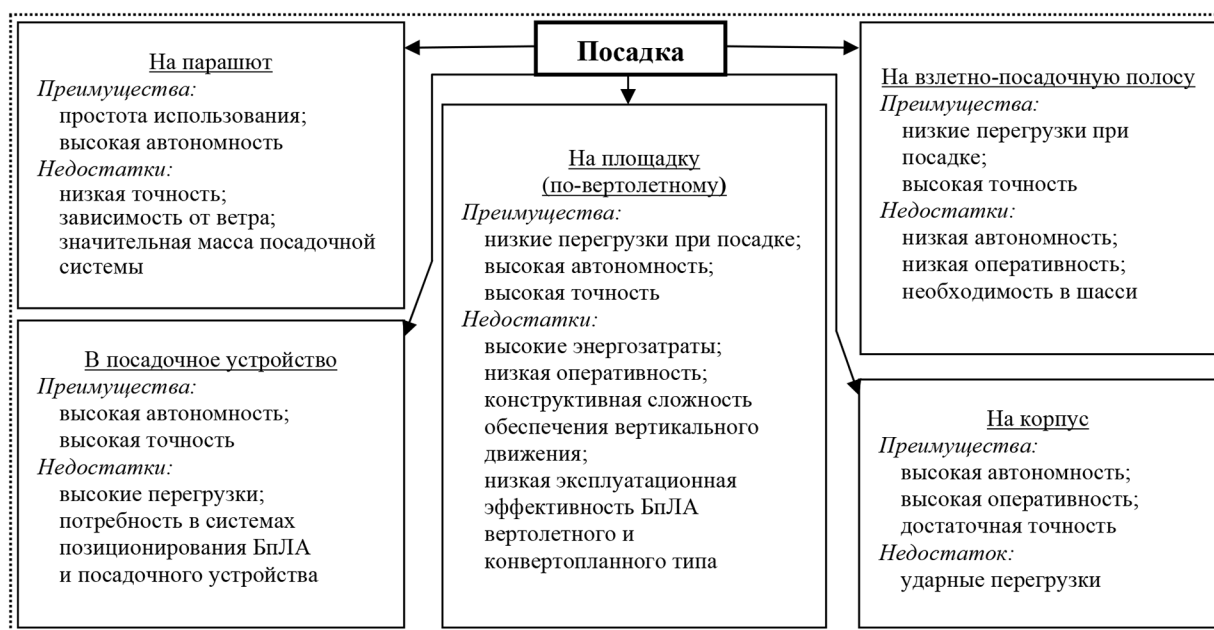 Посадка
На парашют
Преимущества:
простота использования;
высокая автономность
Недостатки:
низкая точность;
зависимость от ветра;
значительная масса посадочной
системы
В посадочное устройство
Преимущества:
высокая автономность;
высокая точность
Недостатки:
высокие перегрузки;
потребность в системах
позиционирования БпЛА
и посадочного устройства
На площадку
(по-вертолетному)
Преимущества:
низкие перегрузки при посадке;
высокая автономность;
высокая точность
Недостатки:
высокие энергозатраты;
низкая оперативность;
конструктивная сложность
обеспечения вертикального
движения;
низкая эксплуатационная
эффективность БпЛА
вертолетного и
конвертопланного типа
На взлетно-посадочную полосу
Преимущества:
низкие перегрузки при
посадке;
высокая точность
Недостатки:
низкая автономность;
низкая оперативность;
необходимость в шасси
На корпус
Преимущества:
высокая автономность;
высокая оперативность;
достаточная точность
Недостаток:
ударные перегрузки